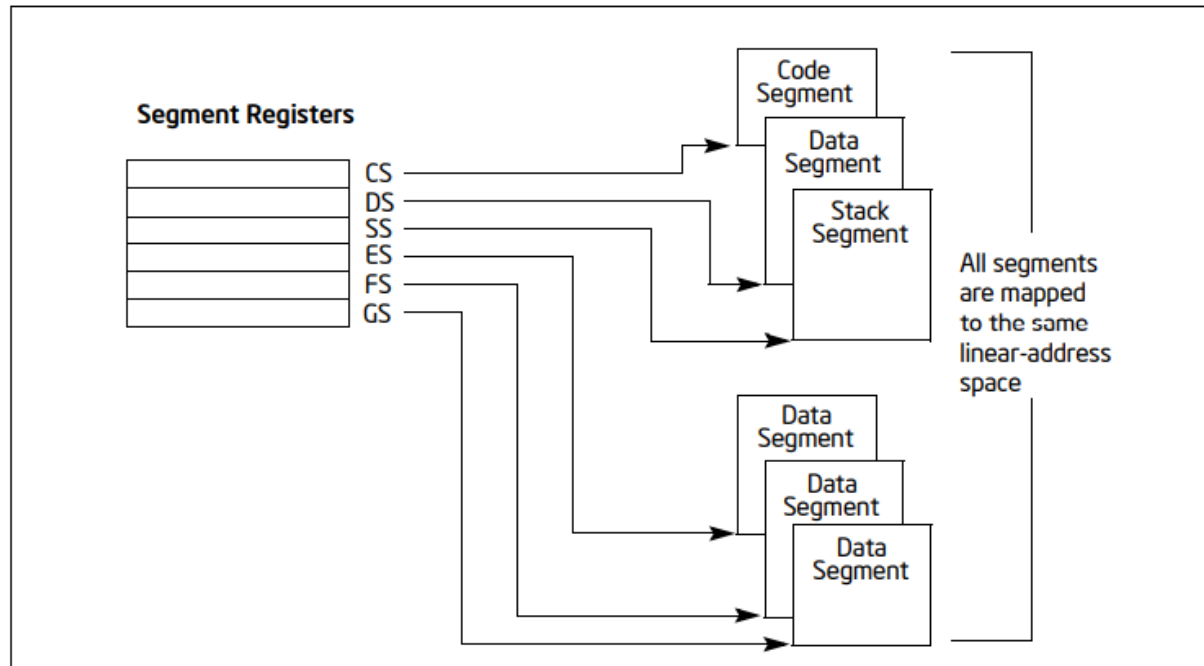 Segment Registers
CS
DS
SS
ES
FS
GS
Code
Segment
Data
Segment
Stack
Segment
Data
Segment
Data
Segment
Data
Segment
All segments
are mapped
to the same
linear-address
space